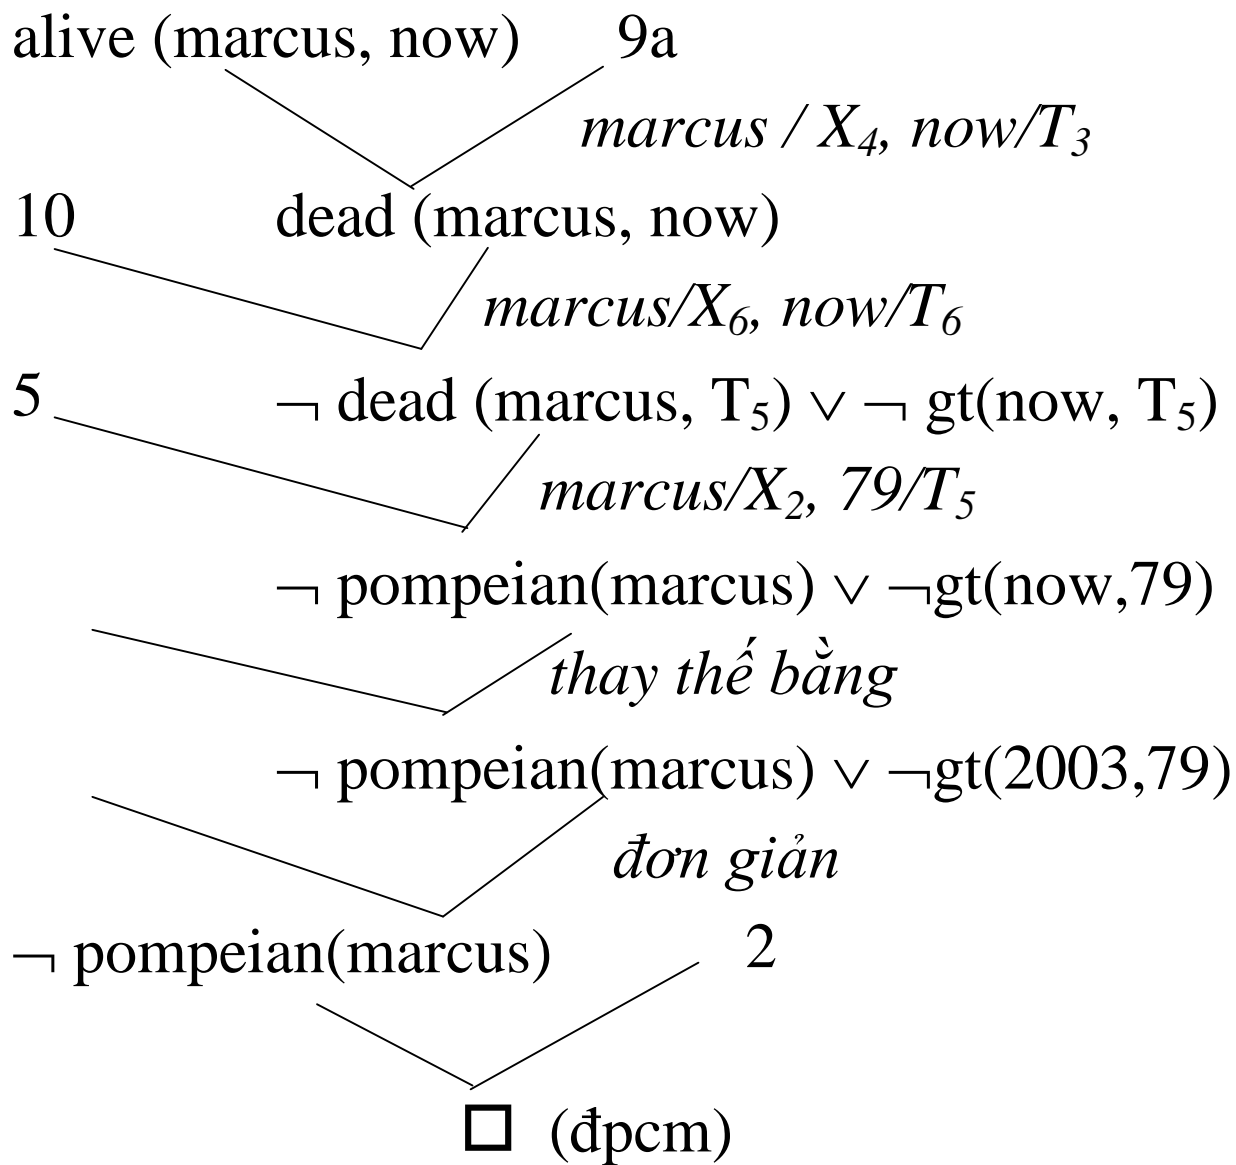 alive (marcus, now) 9a
marcus / X₄, now/T₃
10 dead (marcus, now)
marcus/X₆, now/T₆
5 ¬ dead (marcus, T₅) ∨ ¬ gt(now, T₅)
marcus/X₂, 79/T₅
¬ pompeian(marcus) ∨ ¬gt(now,79)
thay thế bằng
¬ pompeian(marcus) ∨ ¬gt(2003,79)
đơn giản
¬ pompeian(marcus) 2
□ (đpcm)